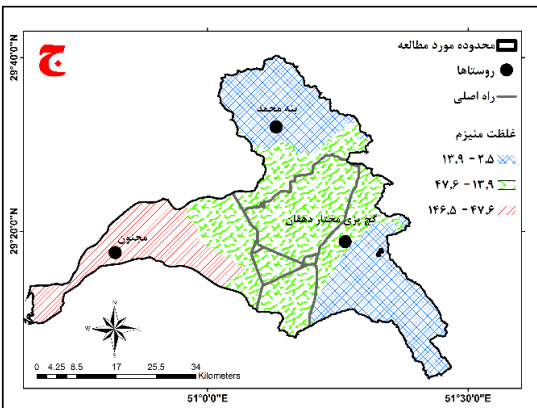 ج
محدوده مورد مطالعه
روستاها
راه اصلی
غلظت منیزم
۱۳,۹ - ۲,۵
۴۷,۶ - ۱۳,۹
۱۴۶,۵ - ۴۷,۶
29°40'0"N
29°20'0"N
بنه محمد
گچ پزی مختار دهقان
مجنون
N
0 4.25 8.5 17 25.5 34
Kilometers
51°0'0"E
51°30'0"E